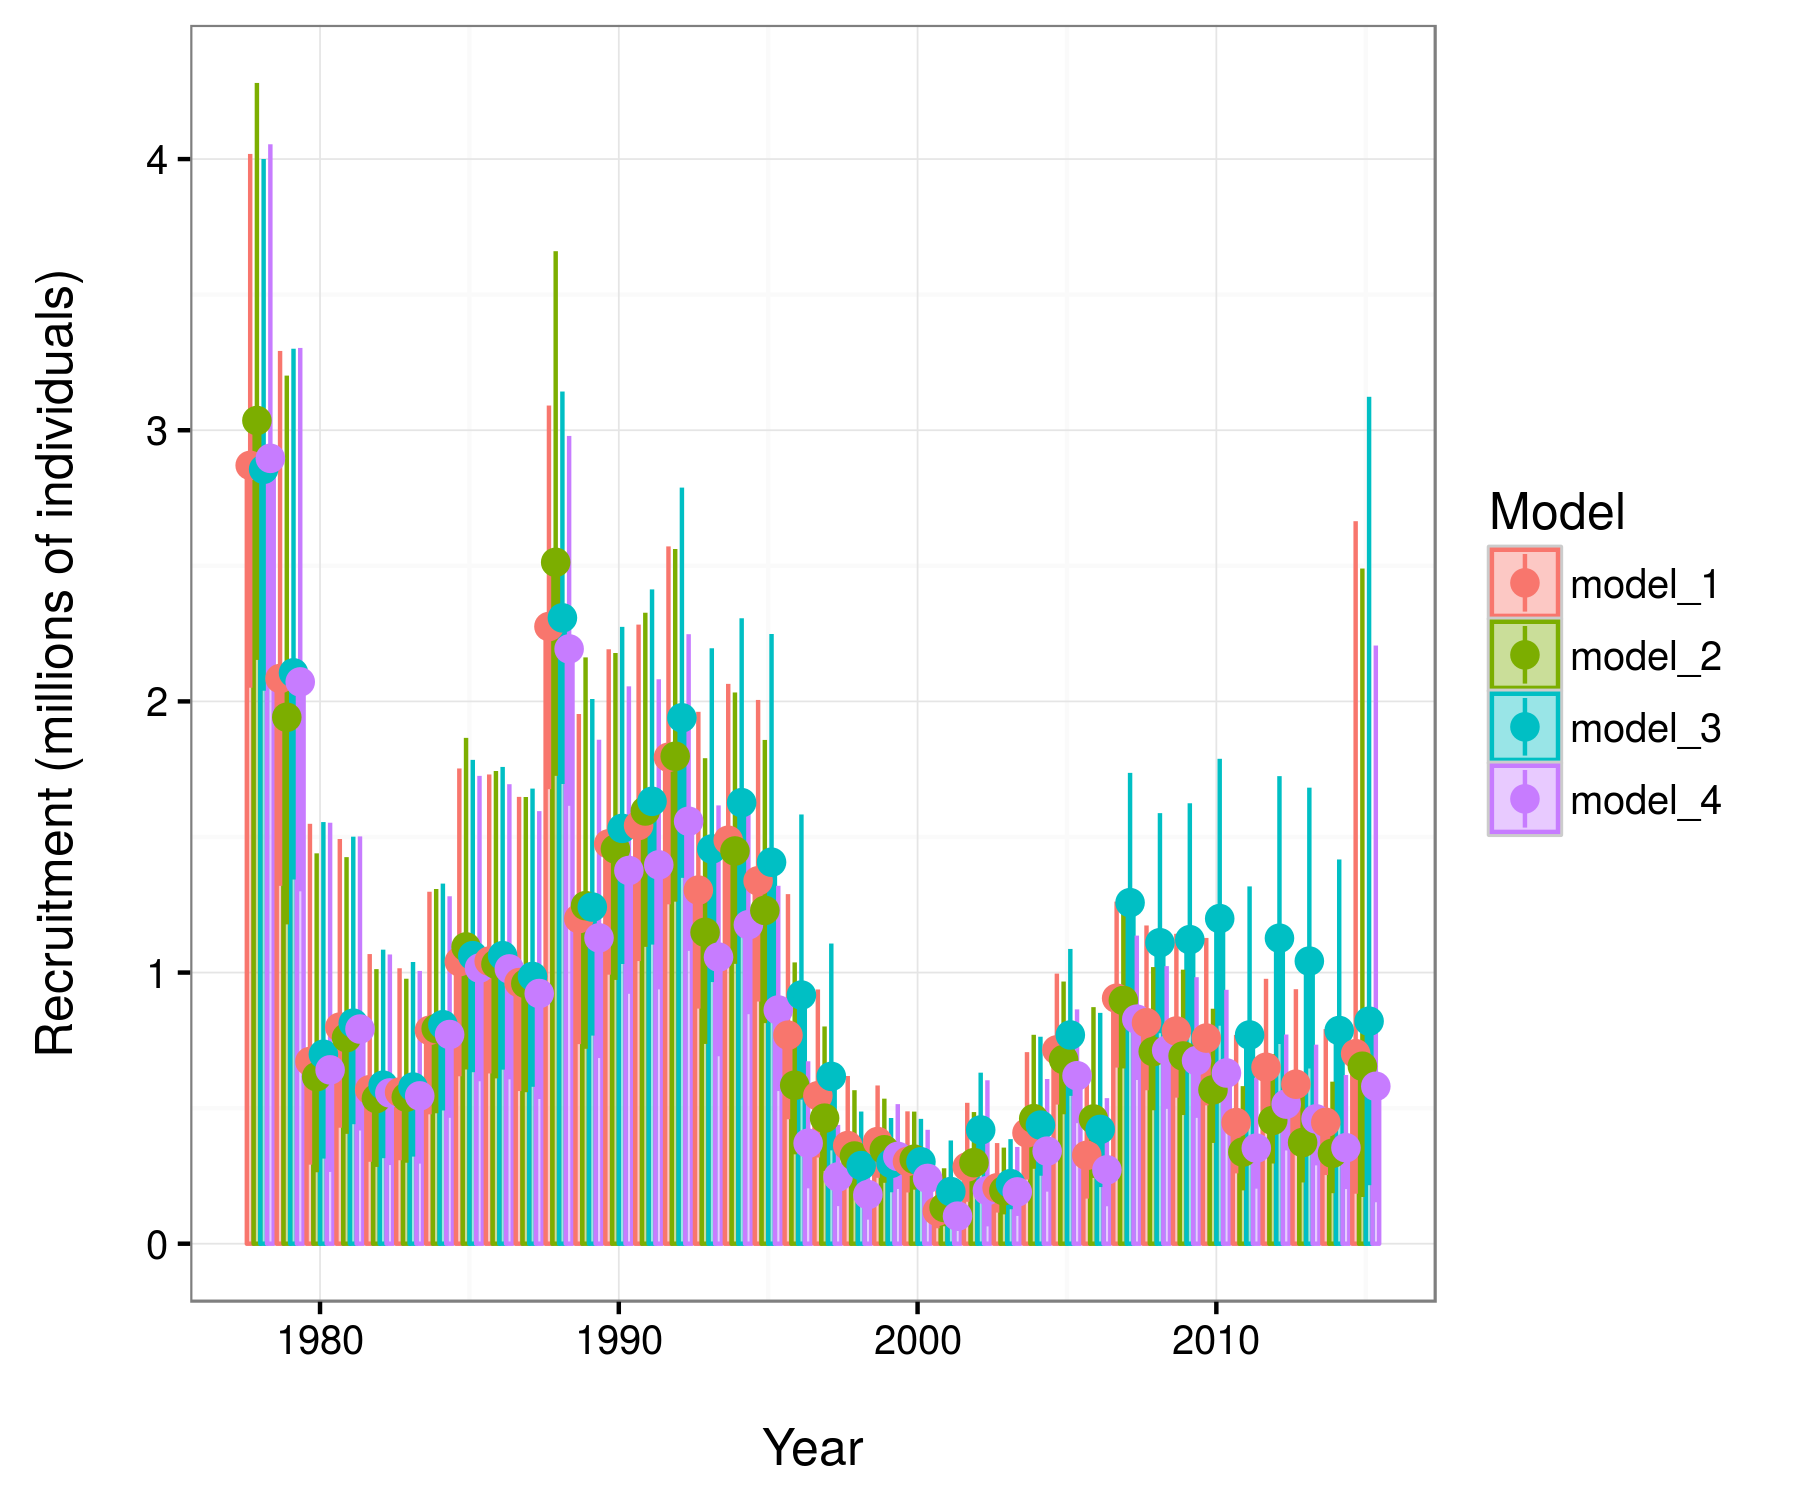 Recruitment (millions of individuals)
4
3
2
1
0
1980
1990
2000
2010
Year
Model
model_1
model_2
model_3
model_4